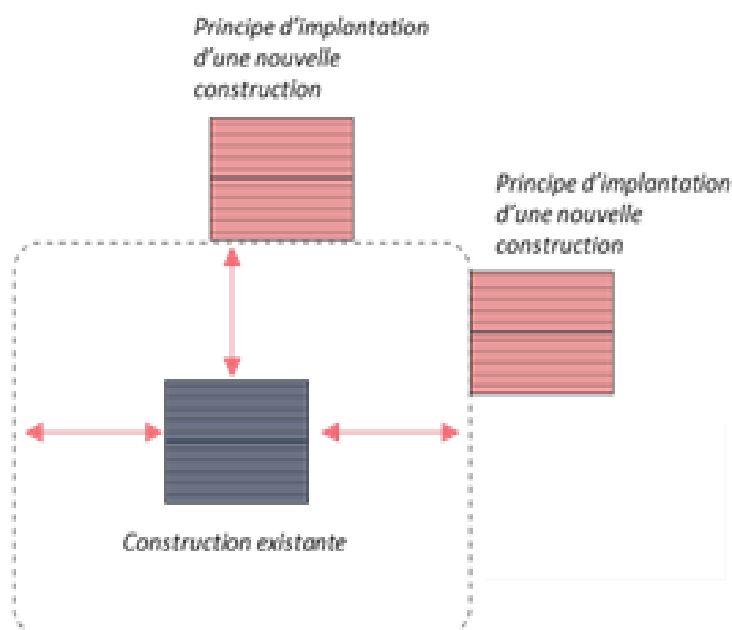 Principe d'implantation
d'une nouvelle
construction
Principe d'implantation
d'une nouvelle
construction
Construction existante